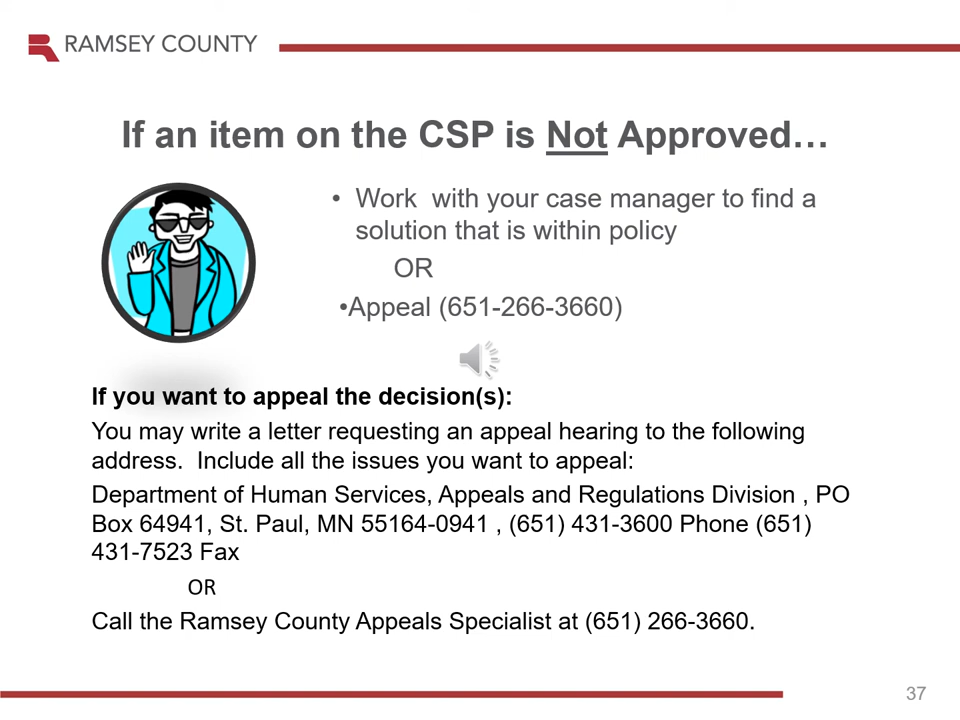 RAMSEY COUNTY
If an item on the CSP is Not Approved…
• Work  with your case manager to find a
solution that is within policy
OR
•Appeal (651-266-3660)
If you want to appeal the decision(s):
You may write a letter requesting an appeal hearing to the following
address.  Include all the issues you want to appeal:
Department of Human Services, Appeals and Regulations Division , PO
Box 64941, St. Paul, MN 55164-0941 , (651) 431-3600 Phone (651)
431-7523 Fax
OR
Call the Ramsey County Appeals Specialist at (651) 266-3660.
37